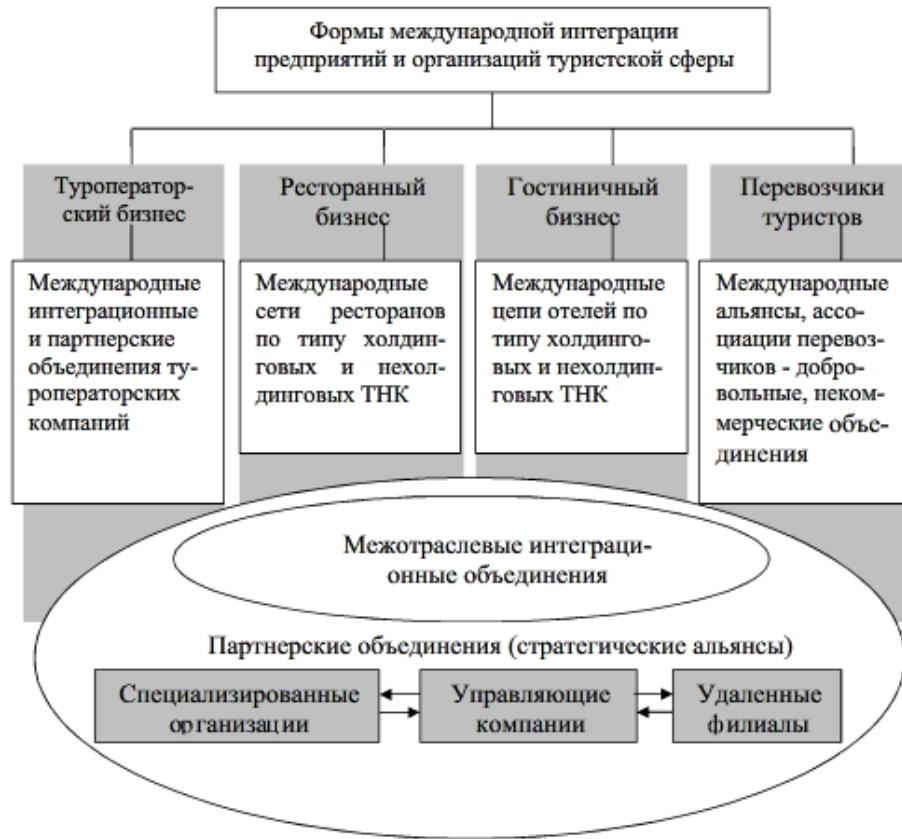 Формы международной интеграции
предприятий и организаций туристской сферы
Туроператор-
ский бизнес
Ресторанный
бизнес
Гостиничный
бизнес
Перевозчики
туристов
Международные
интеграционные
и партнерские
объединения ту-
роператорских
компаний
Международные
сети ресторанов
по типу холдин-
говых и нехол-
динговых ТНК
Международные
цепи отелей по
типу холдинго-
вых и нехолдин-
говых ТНК
Международные
альянсы, ассо-
циации перевоз-
чиков - добро-
вольные, неком-
мерческие объе-
динения
Межотраслевые интеграци-
онные объединения
Партнерские объединения (стратегические альянсы)
Специализированные
организации
Управляющие
компании
Удаленные
филиалы